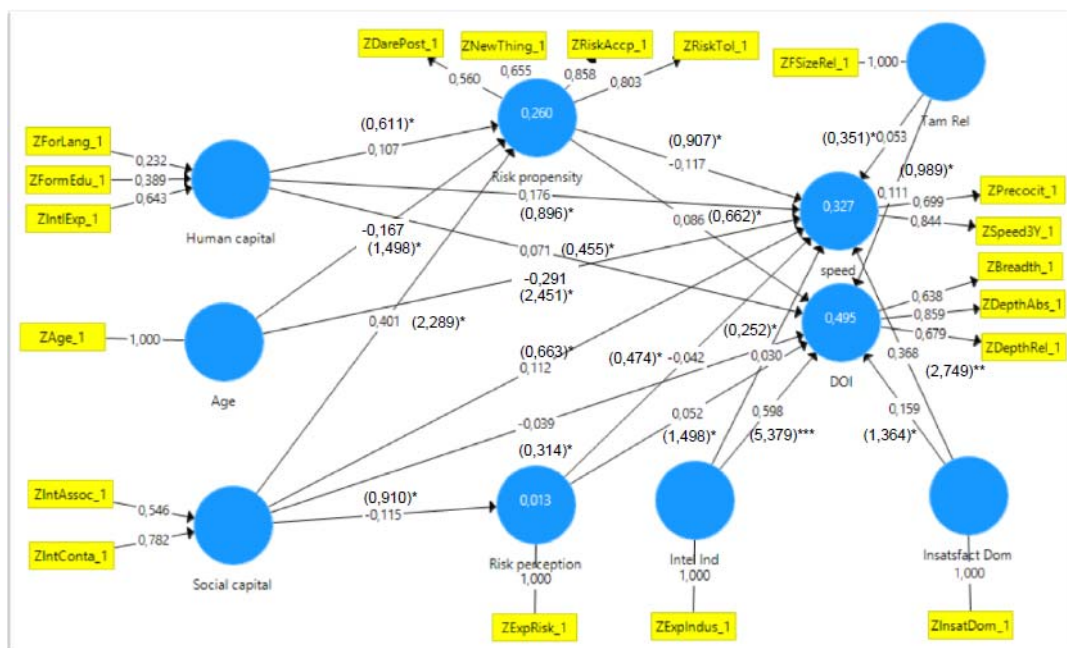 ZDarePost_1
ZNewThing_1
ZRiskAccp_1
ZRiskTol_1
0,560
0,655
0,858
0,803
ZFSizeRel_1
1,000
Tam Rel
0,260
Risk propensity
(0,611)*
0,107
(0,907)*
-0,117
(0,351)*
0,053
(0,989)*
0,111
ZForLang_1
0,232
ZFormEdu_1
0,389
ZIntlExp_1
0,643
Human capital
0,176
(0,896)*
0,086
(0,662)*
0,327
speed
0,699
ZPrecocit_1
0,844
ZSpeed3Y_1
-0,167
(1,498)*
0,071
(0,455)*
-0,291
(2,451)*
ZBreadth_1
0,638
ZDepthAbs_1
0,859
ZDepthRel_1
0,679
0,495
DOI
ZAge_1
1,000
Age
0,401
(2,289)*
(0,663)*
0,112
(0,474)*
-0,042
(0,252)*
0,030
0,368
(2,749)**
-0,039
(0,314)*
0,052
(1,498)*
0,598
(5,379)***
0,159
(1,364)*
ZIntAssoc_1
0,546
ZIntConta_1
0,782
Social capital
(0,910)*
-0,115
0,013
Risk perception
1,000
ZExpRisk_1
Intel Ind
1,000
ZExpIndus_1
Insatsfact Dom
1,000
ZInsatDom_1